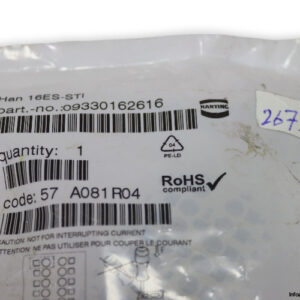 Han 16ES-STI
part.-no.:09330162616
HARTING
267
04
PE-LD
quantity: 1
RoHS
compliant
code: 57 A081R04
ATTENTION: NOT FOR INTERRUPTING CURRENT
ATTENTION: NE PAS UTILISER POUR COUPER LE COURANT